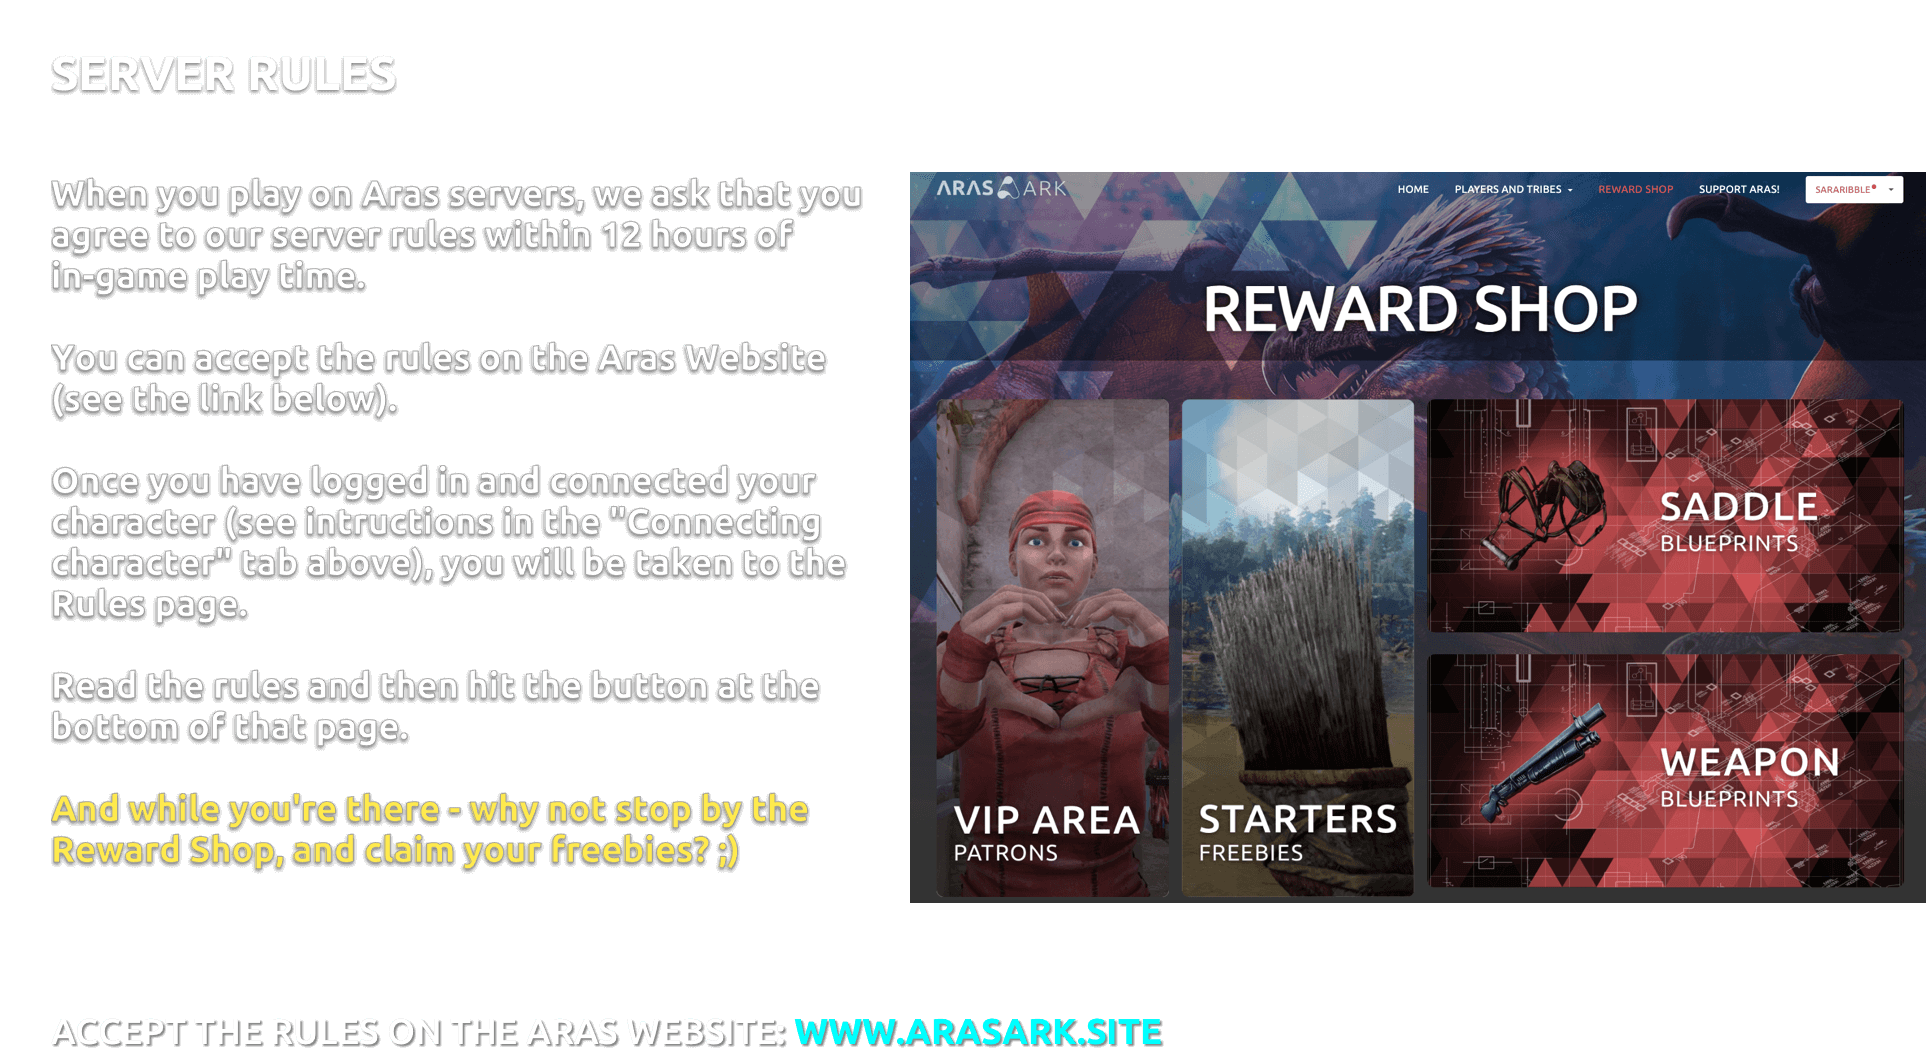 SERVER RULES
When you play on Aras servers, we ask that you
agree to our server rules within 12 hours of
in-game play time.
You can accept the rules on the Aras Website
(see the link below).
Once you have logged in and connected your
character (see intructions in the "Connecting
character" tab above), you will be taken to the
Rules page.
Read the rules and then hit the button at the
bottom of that page.
And while you're there - why not stop by the
Reward Shop, and claim your freebies? ;)
ARAS ARK
HOME PLAYERS AND TRIBES REWARD SHOP SUPPORT ARAS! SARARIBBLE
REWARD SHOP
VIP AREA
PATRONS
STARTERS
FREEBIES
SADDLE
BLUEPRINTS
WEAPON
BLUEPRINTS
ACCEPT THE RULES ON THE ARAS WEBSITE: WWW.ARASARK.SITE